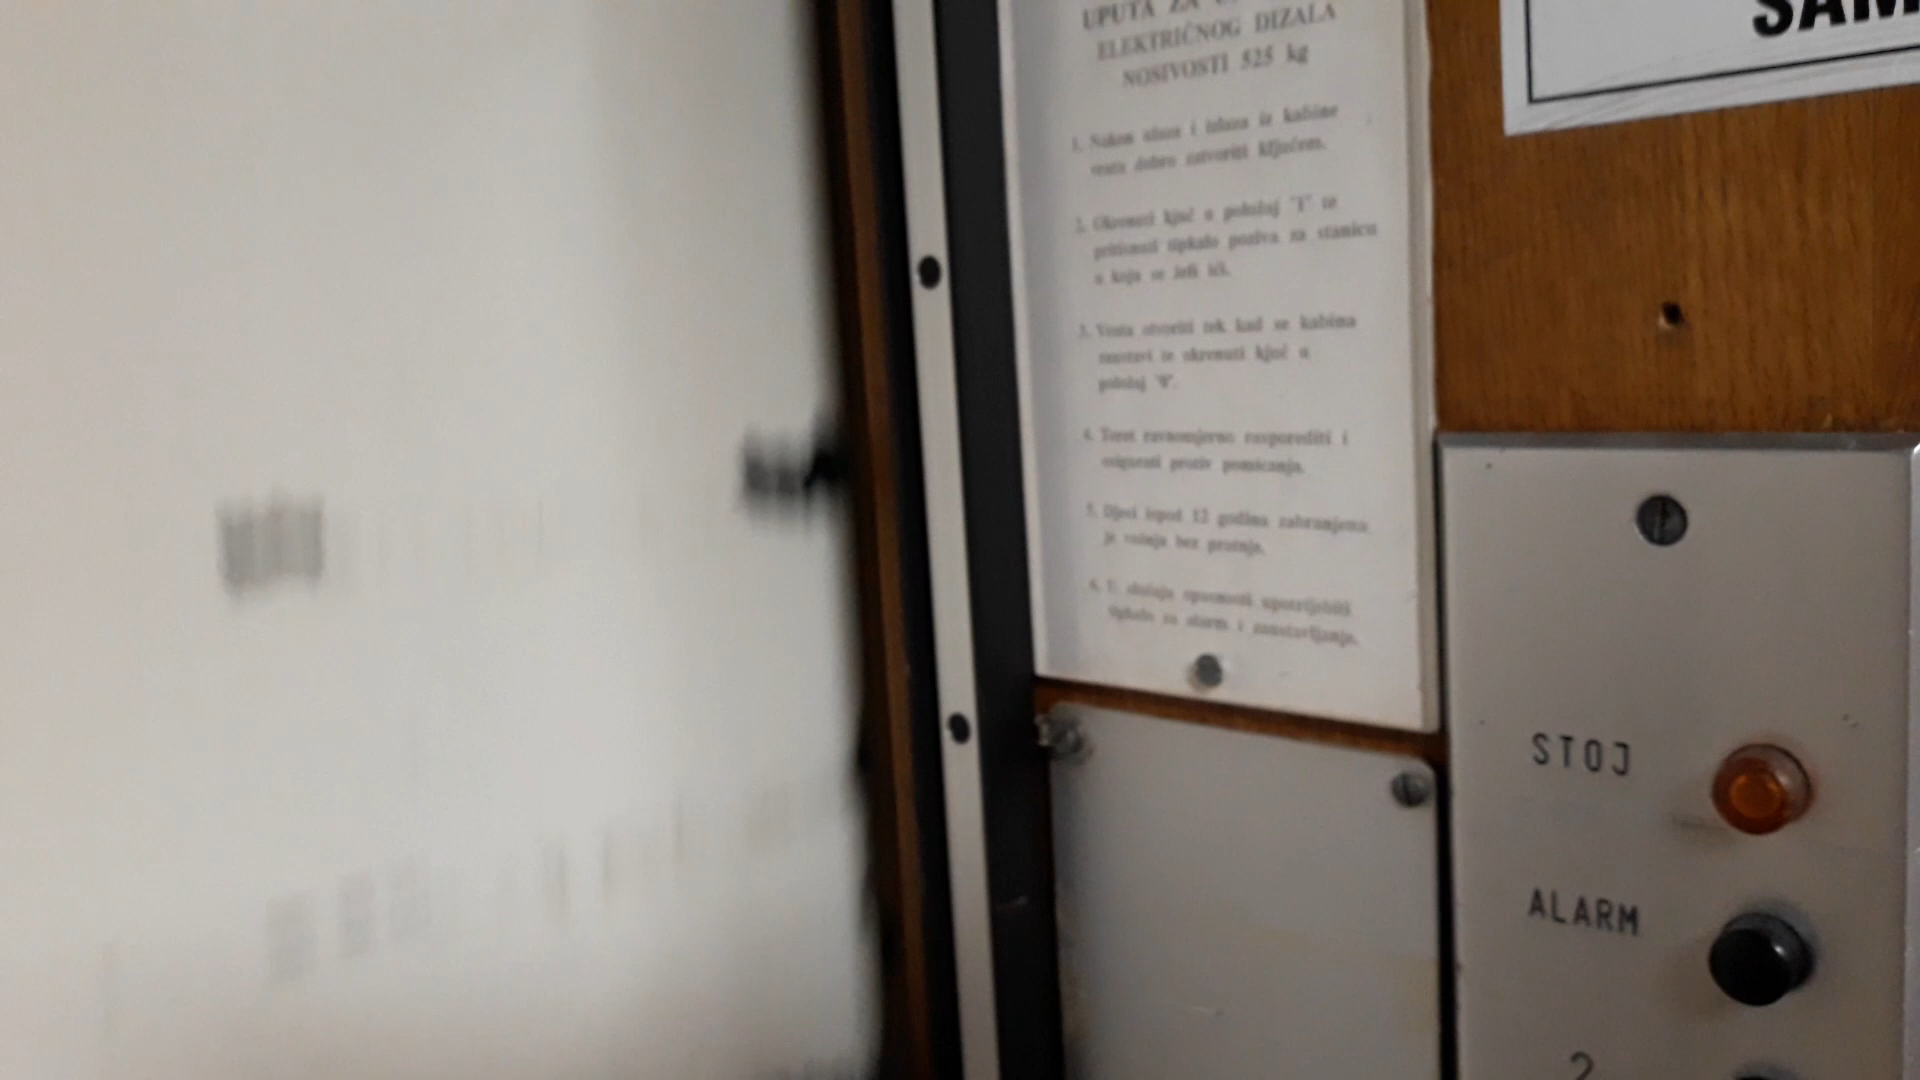 UPUTA ZA
ELEKTRIČNOG DIZALA
NOSIVOSTI 525 kg
1. Nakon ulaza i izlaza iz kabine
vrata dobro zatvoriti ključem.
2. Okrenuti ključ u položaj "1" te
pritisnuti tipkalo poziva za stanicu
u koju se želi ići.
3. Vrata otvoriti tek kad se kabina
zaustavi te okrenuti ključ u
položaj "0".
4. Teret ravnomjerno rasporediti i
osigurati protiv pomicanja.
5. Djeci ispod 12 godina zabranjena
je vožnja bez pratnje.
6. U slučaju opasnosti upotrijebiti
tipkalo za alarm i zaustavljanje.
SAM
STOJ
ALARM
2